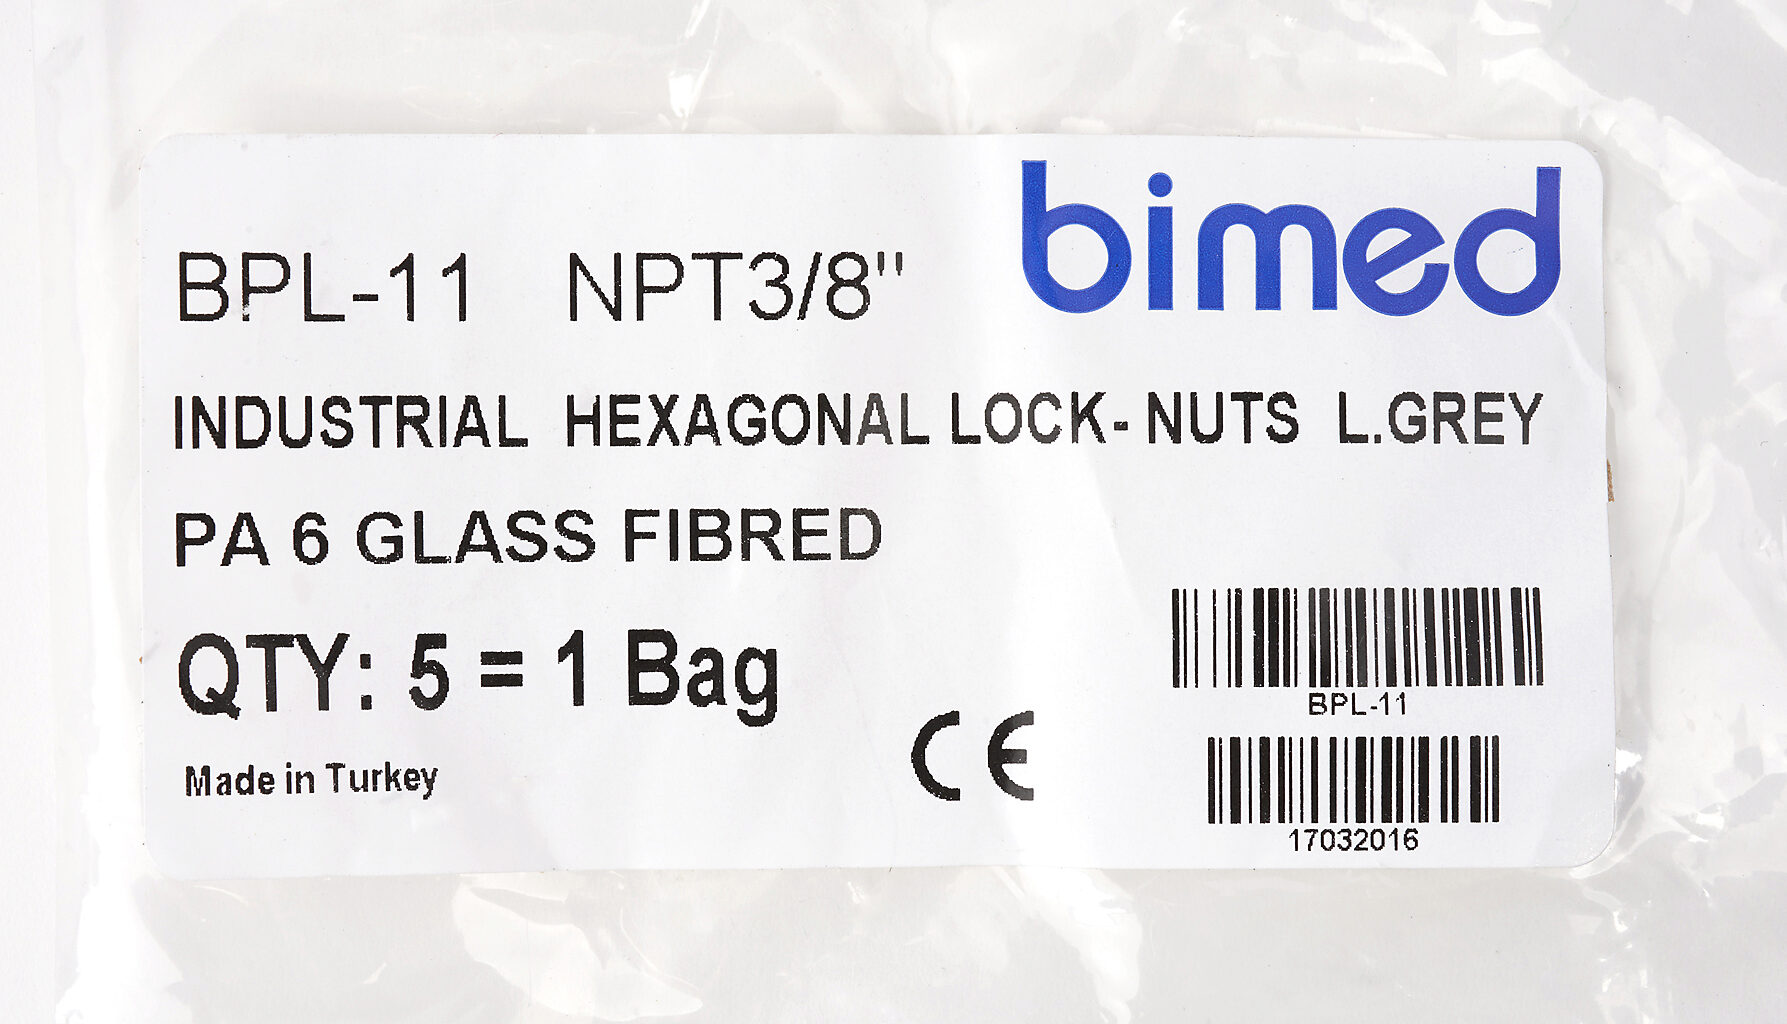 bimed
BPL-11 NPT3/8"
INDUSTRIAL HEXAGONAL LOCK- NUTS L.GREY
PA 6 GLASS FIBRED
QTY: 5 = 1 Bag
Made in Turkey
CE
BPL-11
17032016